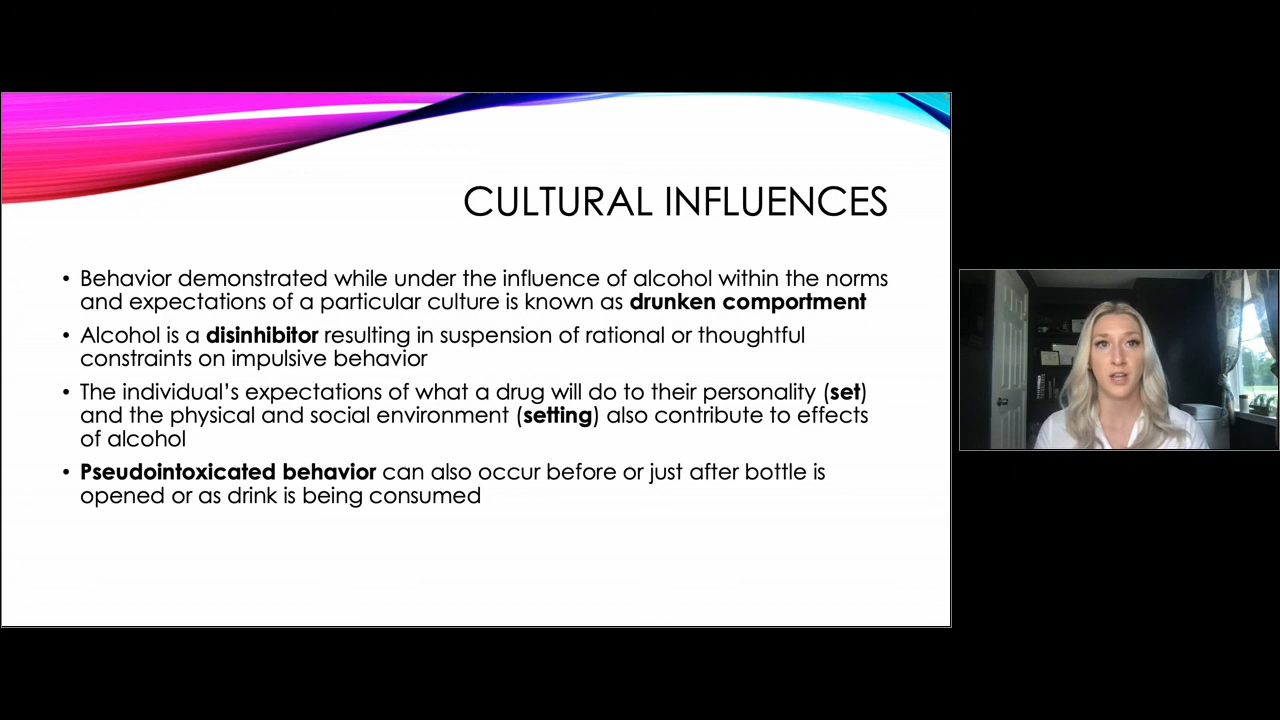 CULTURAL INFLUENCES
• Behavior demonstrated while under the influence of alcohol within the norms
and expectations of a particular culture is known as drunken comportment
• Alcohol is a disinhibitor resulting in suspension of rational or thoughtful
constraints on impulsive behavior
• The individual’s expectations of what a drug will do to their personality (set)
and the physical and social environment (setting) also contribute to effects
of alcohol
• Pseudointoxicated behavior can also occur before or just after bottle is
opened or as drink is being consumed